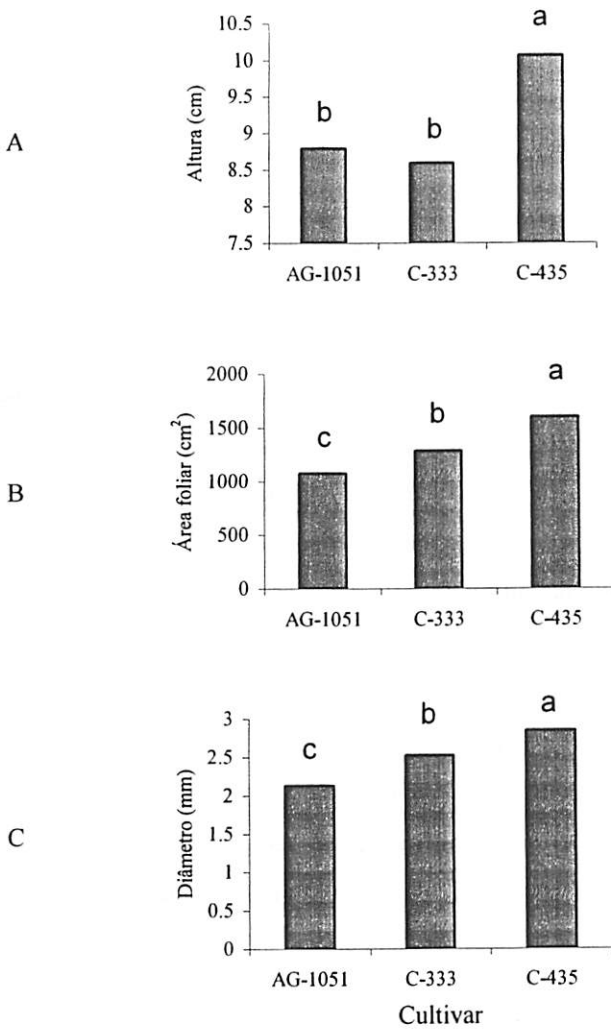 A
Altura (cm)
10.5
10
9.5
9
8.5
8
7.5
b b a
AG-1051 C-333 C-435
B
Área foliar (cm²)
2000
1500
1000
500
0
c b a
AG-1051 C-333 C-435
C
Diâmetro (mm)
3
2.5
2
1.5
1
0.5
0
c b a
AG-1051 C-333 C-435
Cultivar